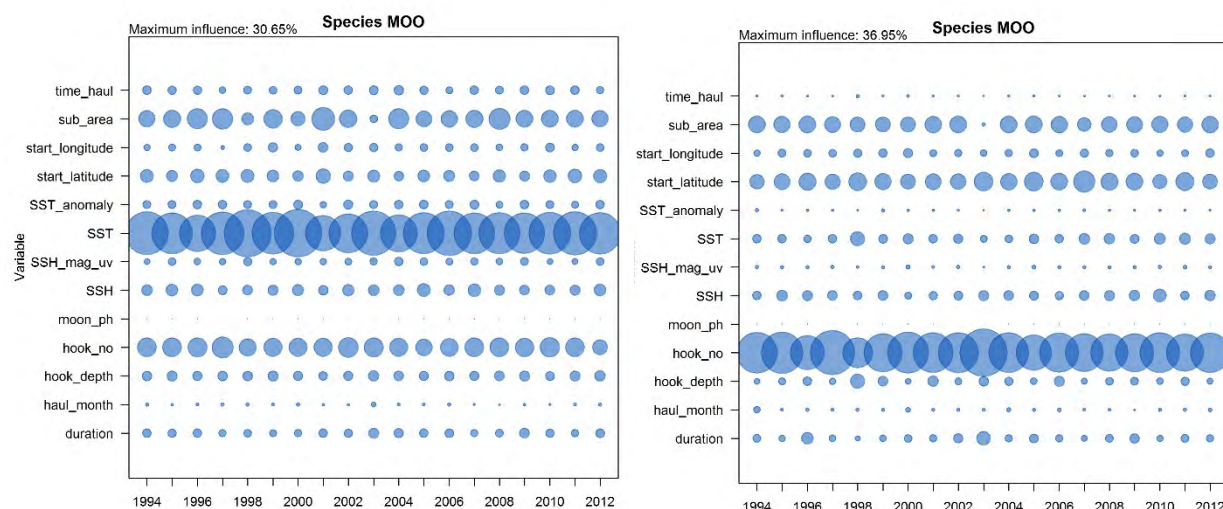 Species MOO
Maximum influence: 30.65%
time_haul
sub_area
start_longitude
start_latitude
SST_anomaly
SST
SSH_mag_uv
SSH
moon_ph
hook_no
hook_depth
haul_month
duration
Variable
1994 1996 1998 2000 2002 2004 2006 2008 2010 2012
Species MOO
Maximum influence: 36.95%
time_haul
sub_area
start_longitude
start_latitude
SST_anomaly
SST
SSH_mag_uv
SSH
moon_ph
hook_no
hook_depth
haul_month
duration
1994 1996 1998 2000 2002 2004 2006 2008 2010 2012